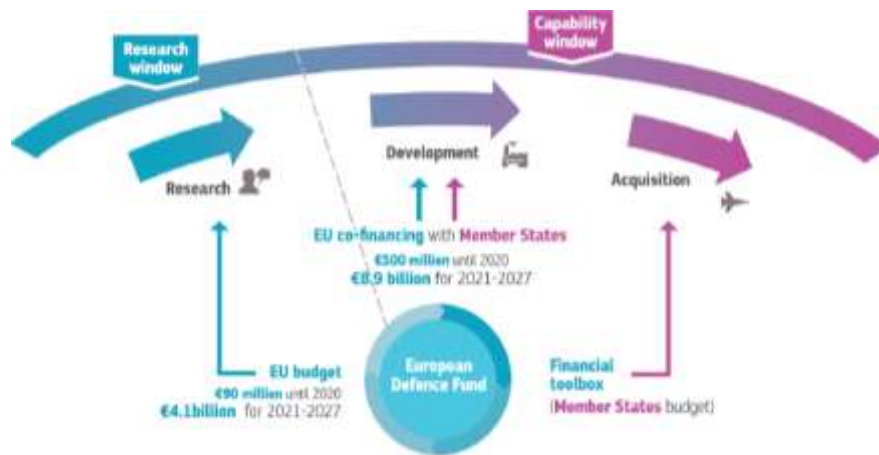 Research
window
Capability
window
Research
Development
Acquisition
EU co-financing with Member States
€500 million until 2020
€8,9 billion for 2021-2027
EU budget
€90 million until 2020
€4.1billion for 2021-2027
European
Defence Fund
Financial
toolbox
(Member States budget)